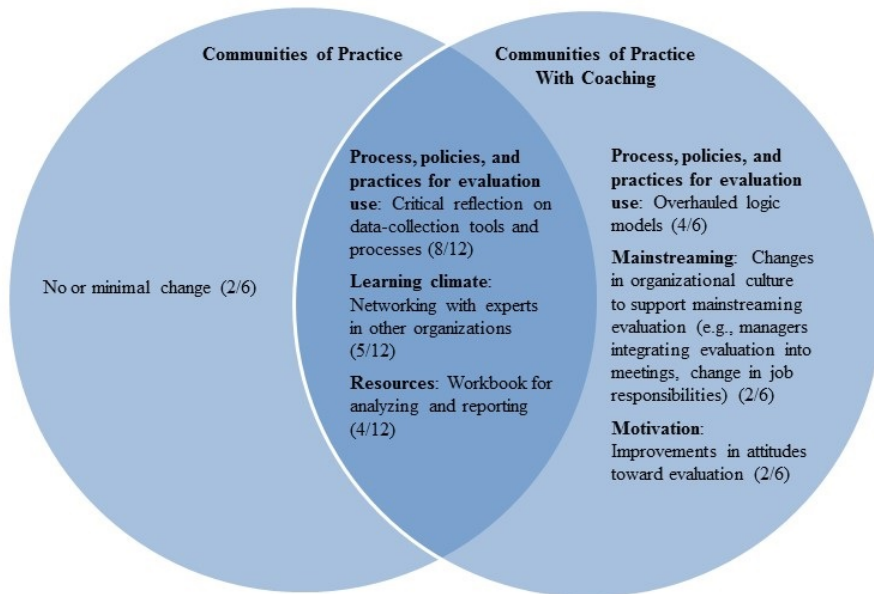 Communities of Practice
Communities of Practice
With Coaching
No or minimal change (2/6)
Process, policies, and
practices for evaluation
use: Critical reflection on
data-collection tools and
processes (8/12)
Learning climate:
Networking with experts
in other organizations
(5/12)
Resources: Workbook for
analyzing and reporting
(4/12)
Process, policies, and
practices for evaluation
use: Overhauled logic
models (4/6)
Mainstreaming: Changes
in organizational culture
to support mainstreaming
evaluation (e.g., managers
integrating evaluation into
meetings, change in job
responsibilities) (2/6)
Motivation:
Improvements in attitudes
toward evaluation (2/6)